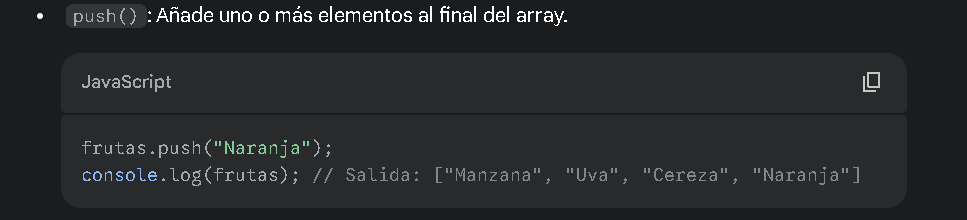 push(): Añade uno o más elementos al final del array.
JavaScript
frutas.push("Naranja");
console.log(frutas); // Salida: ["Manzana", "Uva", "Cereza", "Naranja"]